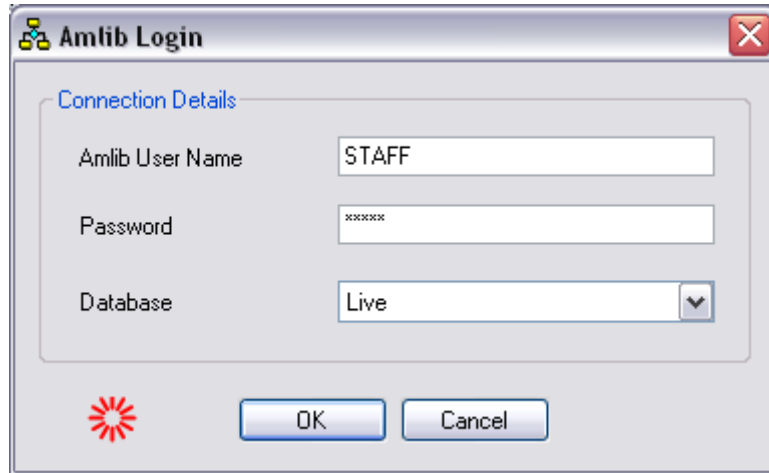 Amlib Login
Connection Details
Amlib User Name STAFF
Password *****
Database Live
OK Cancel